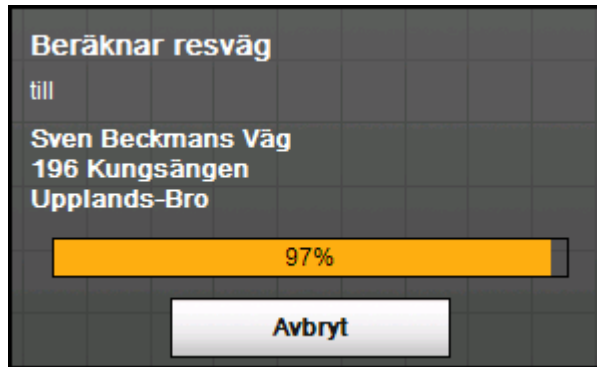 Beräknar resväg
till
Sven Beckmans Väg
196 Kungsängen
Upplands-Bro
97%
Avbryt